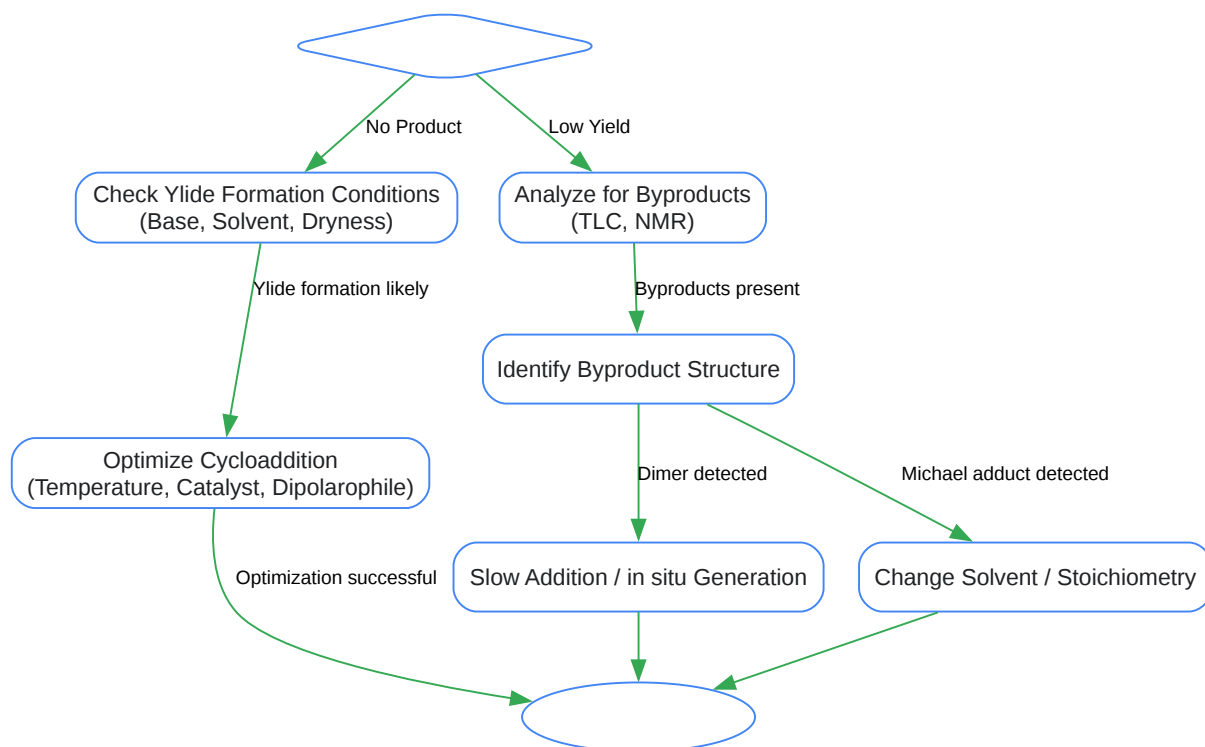 No Product
Low Yield
Check Ylide Formation Conditions
(Base, Solvent, Dryness)
Analyze for Byproducts
(TLC, NMR)
Ylide formation likely
Byproducts present
Identify Byproduct Structure
Optimize Cycloaddition
(Temperature, Catalyst, Dipolarophile)
Dimer detected
Michael adduct detected
Optimization successful
Slow Addition / in situ Generation
Change Solvent / Stoichiometry